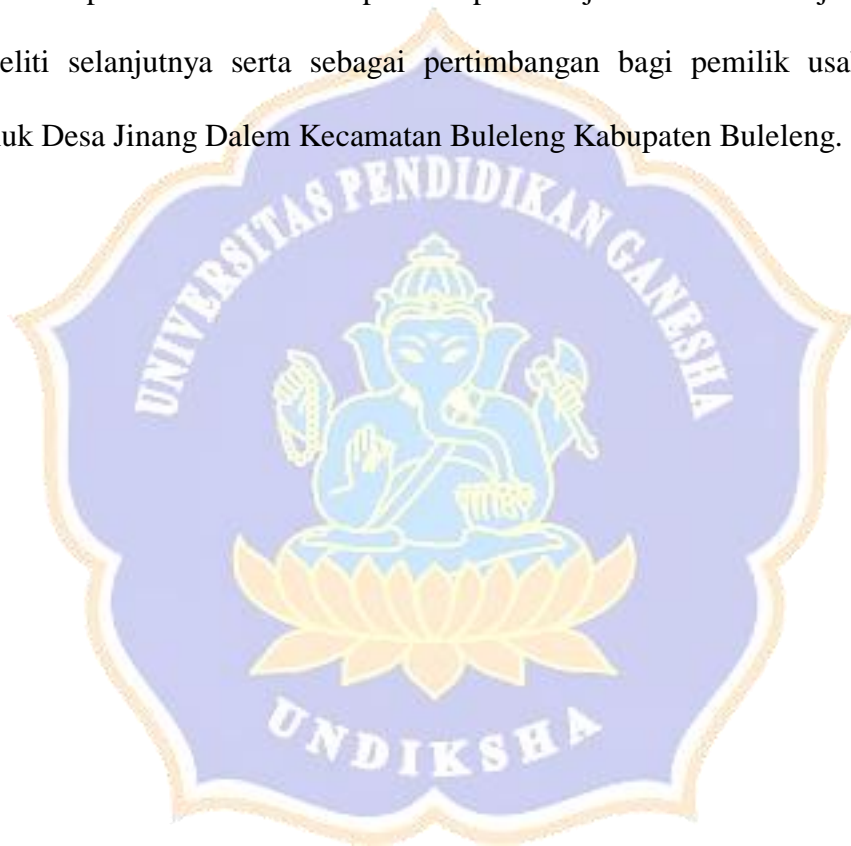 eliti selanjutnya serta sebagai pertimbangan bagi pemilik usa
uk Desa Jinang Dalem Kecamatan Buleleng Kabupaten Buleleng.
UNIVERSITAS PENDIDIKAN GANESHA
UNDIKSHA